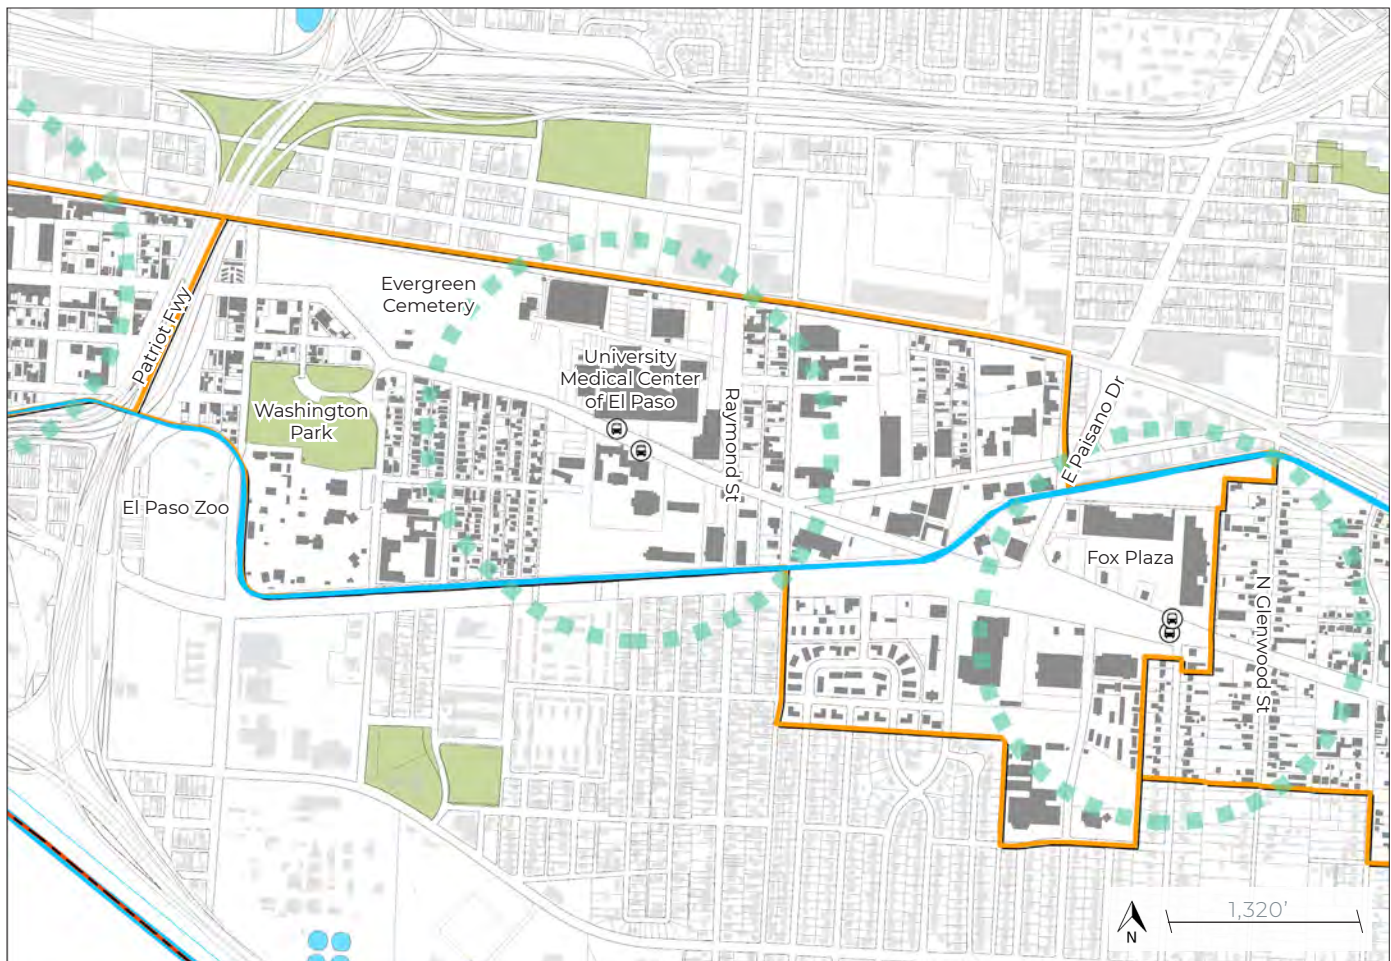 Evergreen
Cemetery
Patriot Fwy
University
Medical Center
of El Paso
Washington
Park
Raymond St
E Paisano Dr
El Paso Zoo
Fox Plaza
N Glenwood St
1,320'
N